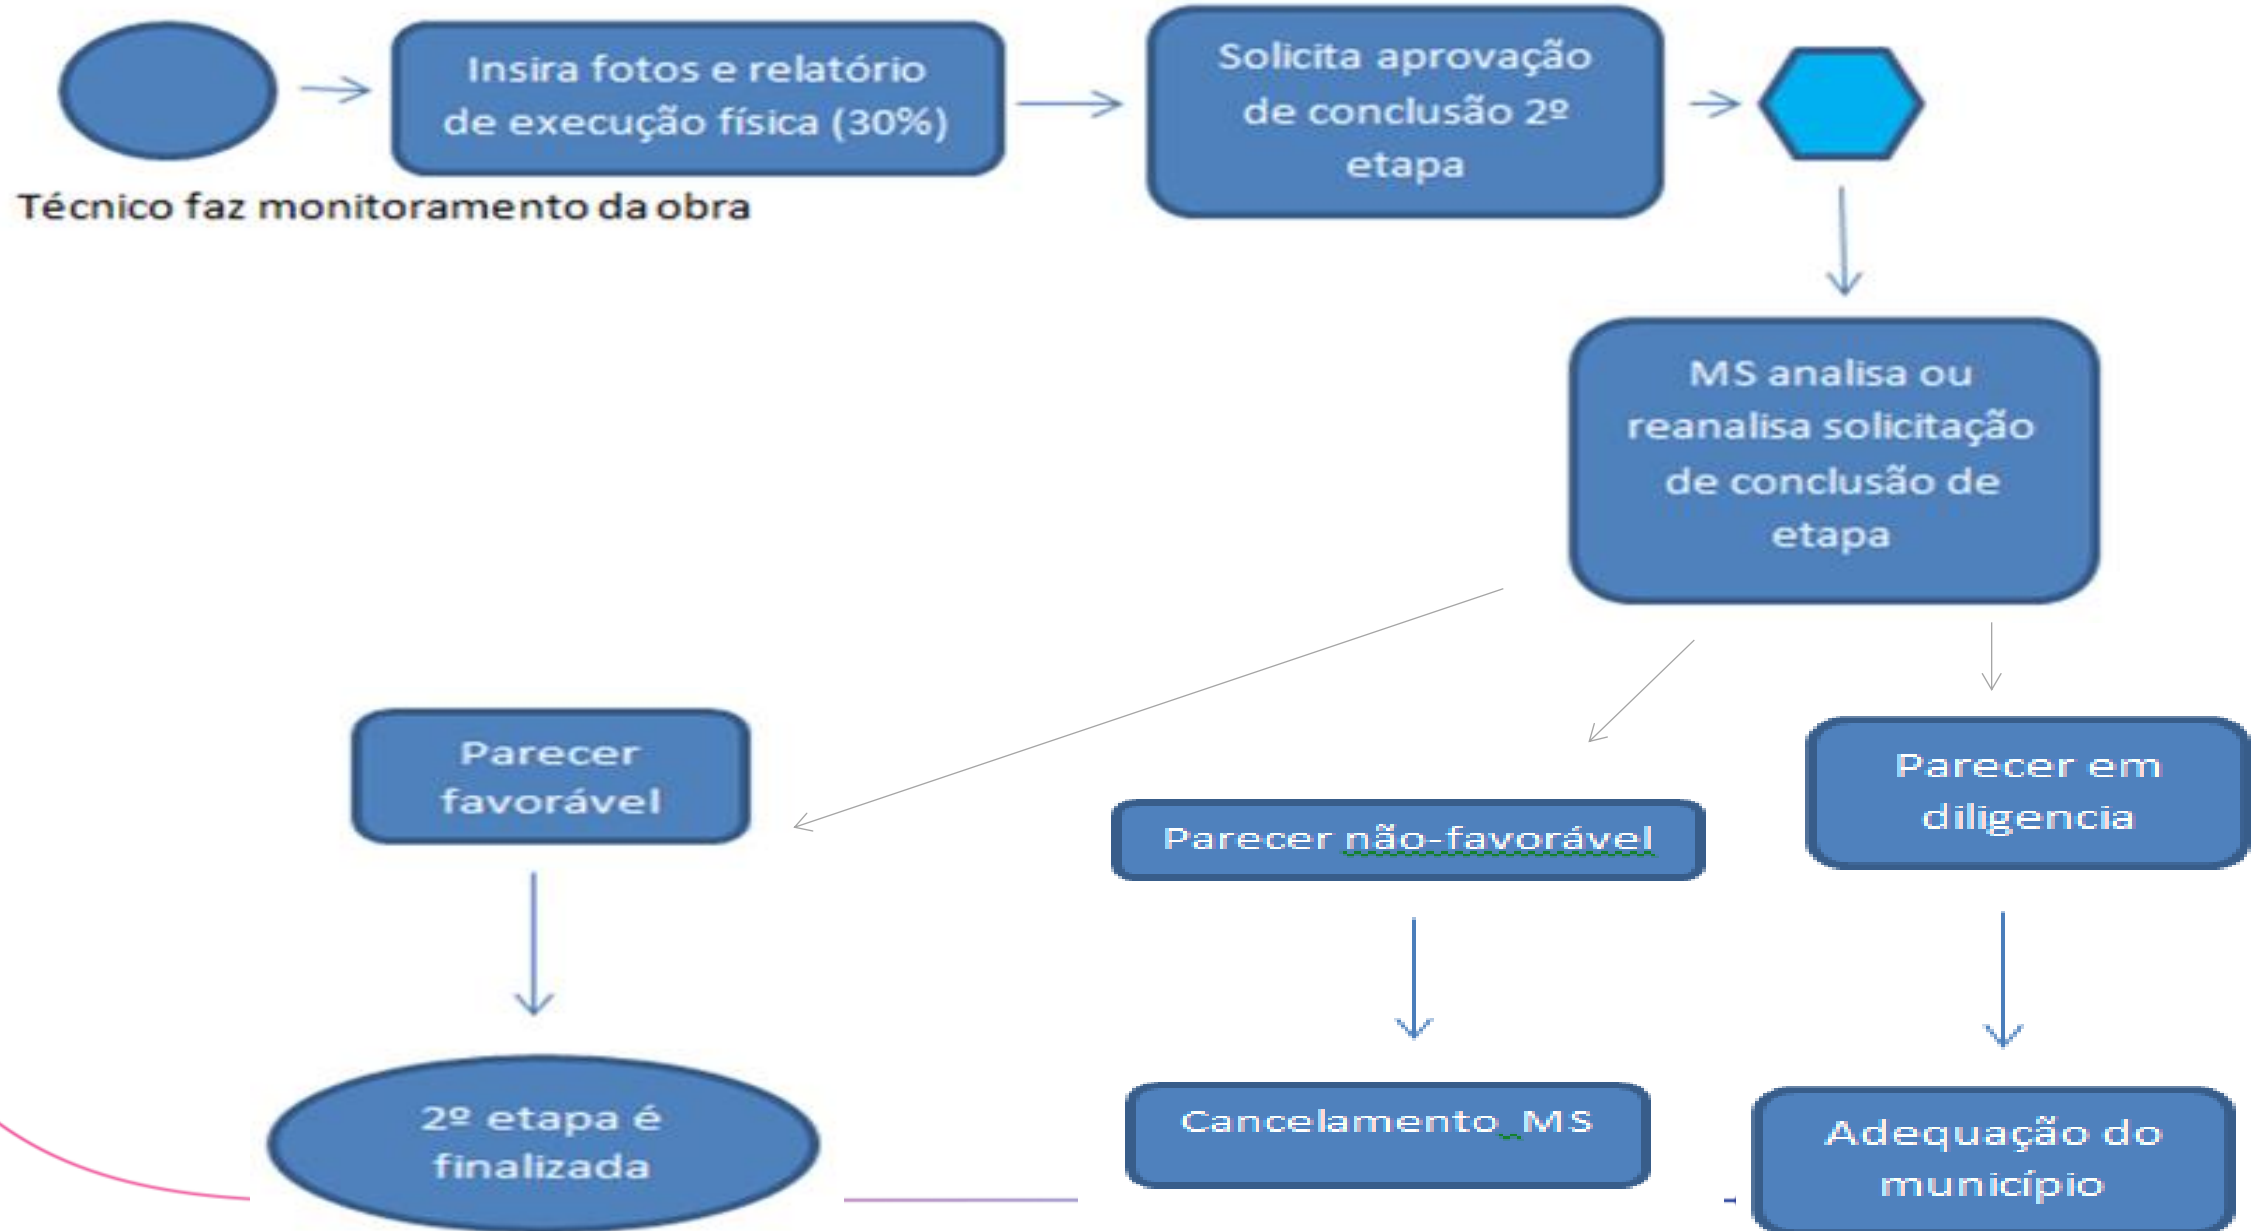 Insira fotos e relatório
de execução física (30%)
Solicita aprovação
de conclusão 2º
etapa
Técnico faz monitoramento da obra
MS analisa ou
reanalisa solicitação
de conclusão de
etapa
Parecer
favorável
Parecer não-favorável
Parecer em
diligencia
2º etapa é
finalizada
Cancelamento MS
Adequação do
município